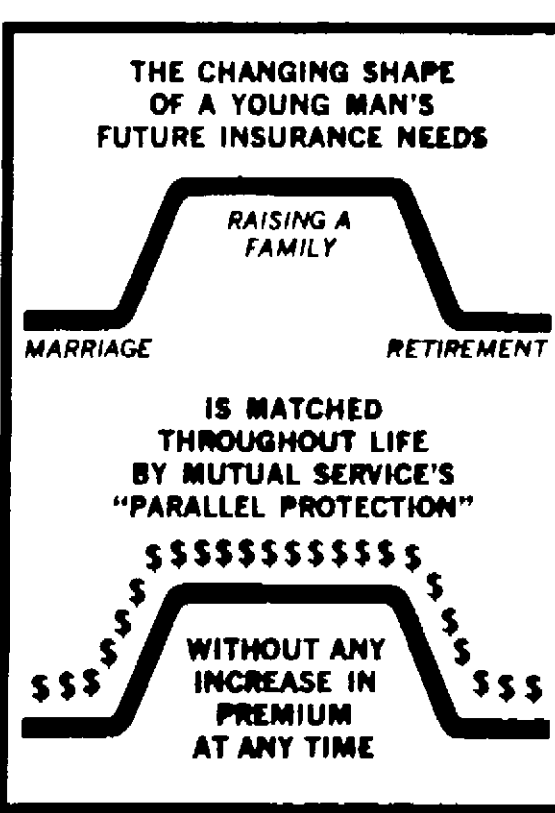 THE CHANGING SHAPE
OF A YOUNG MAN'S
FUTURE INSURANCE NEEDS
RAISING A
FAMILY
MARRIAGE RETIREMENT
IS MATCHED
THROUGHOUT LIFE
BY MUTUAL SERVICE'S
"PARALLEL PROTECTION"
$$$$$$$$$$$$$$$$$$$$$$$$$$
WITHOUT ANY
INCREASE IN
PREMIUM
AT ANY TIME